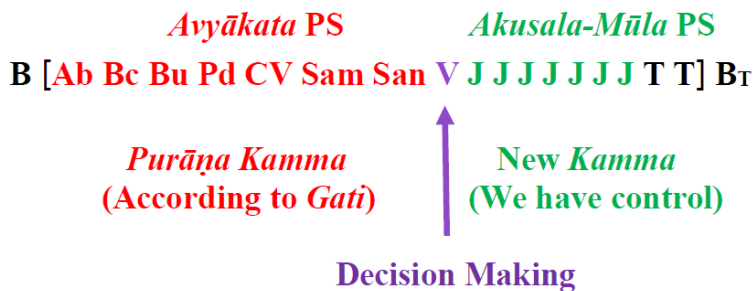 Avyākata PS Akusala-Mūla PS
B [Ab Bc Bu Pd CV Sam San V J J J J J J J T T] BT
Purāṇa Kamma New Kamma
(According to Gati) (We have control)
Decision Making